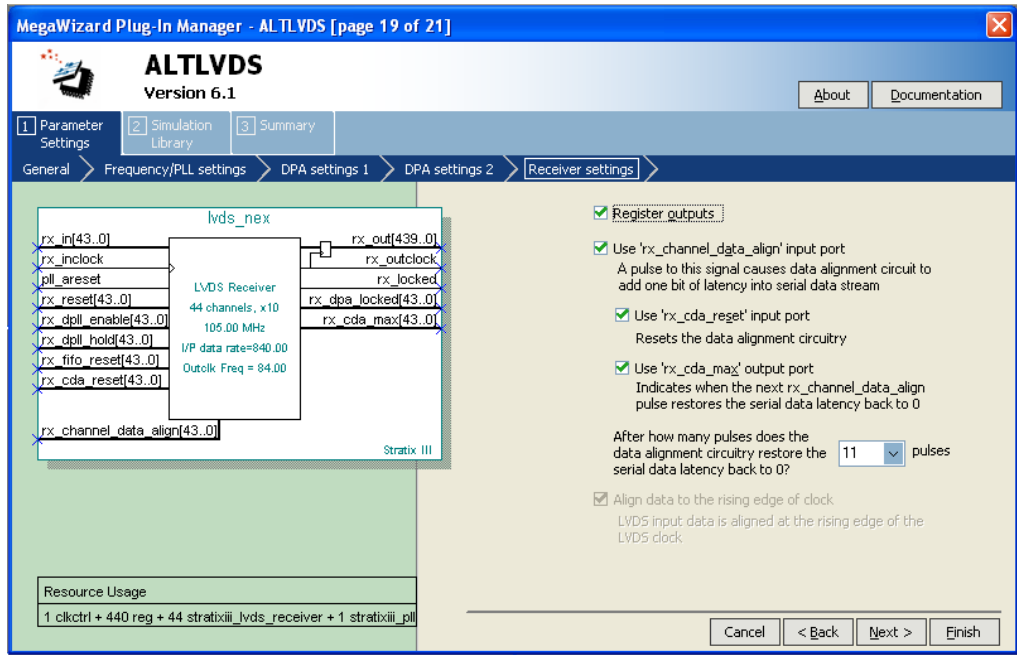 MegaWizard Plug-In Manager - ALTLVDS [page 19 of 21]
ALTLVDS
Version 6.1
About
Documentation
1 Parameter Settings
2 Simulation Library
3 Summary
General
Frequency/PLL settings
DPA settings 1
DPA settings 2
Receiver settings
lvds_nex
rx_in[43..0]
rx_inclock
pll_areset
rx_reset[43..0]
rx_dpll_enable[43..0]
rx_dpll_hold[43..0]
rx_fifo_reset[43..0]
rx_cda_reset[43..0]
rx_channel_data_align[43..0]
LVDS Receiver
44 channels, x10
105.00 MHz
I/P data rate=840.00
Outclk Freq = 84.00
rx_out[439..0]
rx_outclock
rx_locked
rx_dpa_locked[43..0]
rx_cda_max[43..0]
Stratix III
Register outputs
Use 'rx_channel_data_align' input port
A pulse to this signal causes data alignment circuit to
add one bit of latency into serial data stream
Use 'rx_cda_reset' input port
Resets the data alignment circuitry
Use 'rx_cda_max' output port
Indicates when the next rx_channel_data_align
pulse restores the serial data latency back to 0
After how many pulses does the
data alignment circuitry restore the 11 pulses
serial data latency back to 0?
Align data to the rising edge of clock
LVDS input data is aligned at the rising edge of the
LVDS clock
Resource Usage
1 clkctrl + 440 reg + 44 stratixiii_lvds_receiver + 1 stratixiii_pll
Cancel
< Back
Next >
Finish